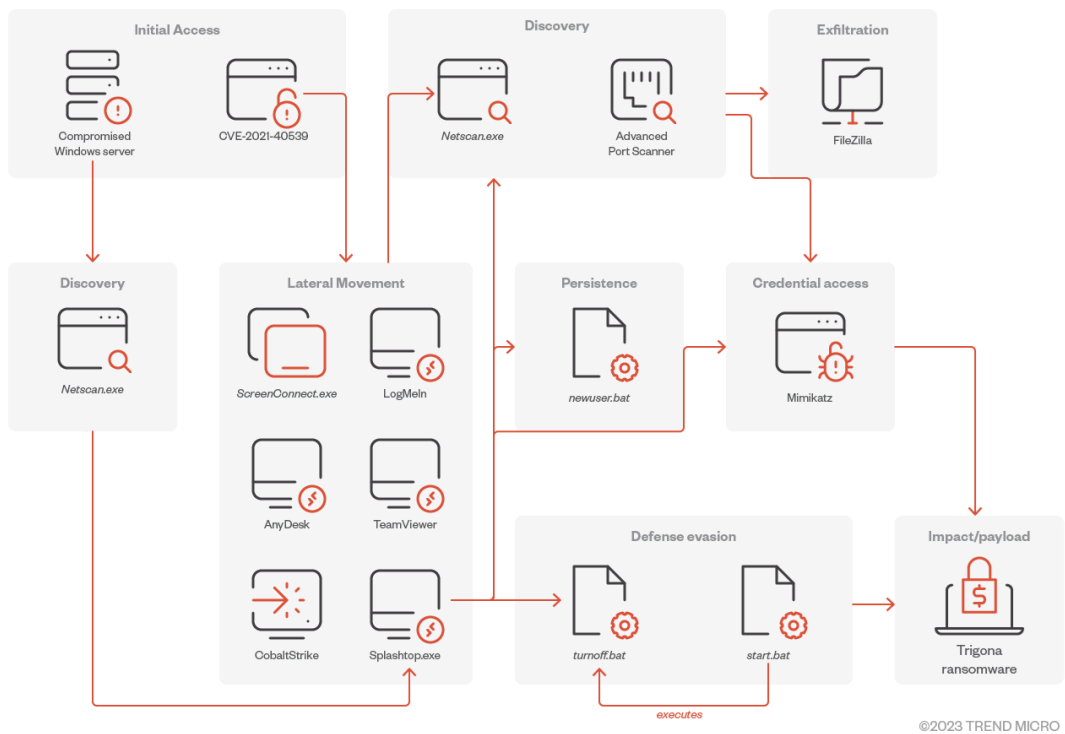 Initial Access
Compromised
Windows server
CVE-2021-40539
Discovery
Netscan.exe
Advanced
Port Scanner
Exfiltration
FileZilla
Discovery
Netscan.exe
Lateral Movement
ScreenConnect.exe
LogMeIn
AnyDesk
TeamViewer
CobaltStrike
Splashtop.exe
Persistence
newuser.bat
Credential access
Mimikatz
Defense evasion
turnoff.bat
start.bat
executes
Impact/payload
Trigona
ransomware
©2023 TREND MICRO